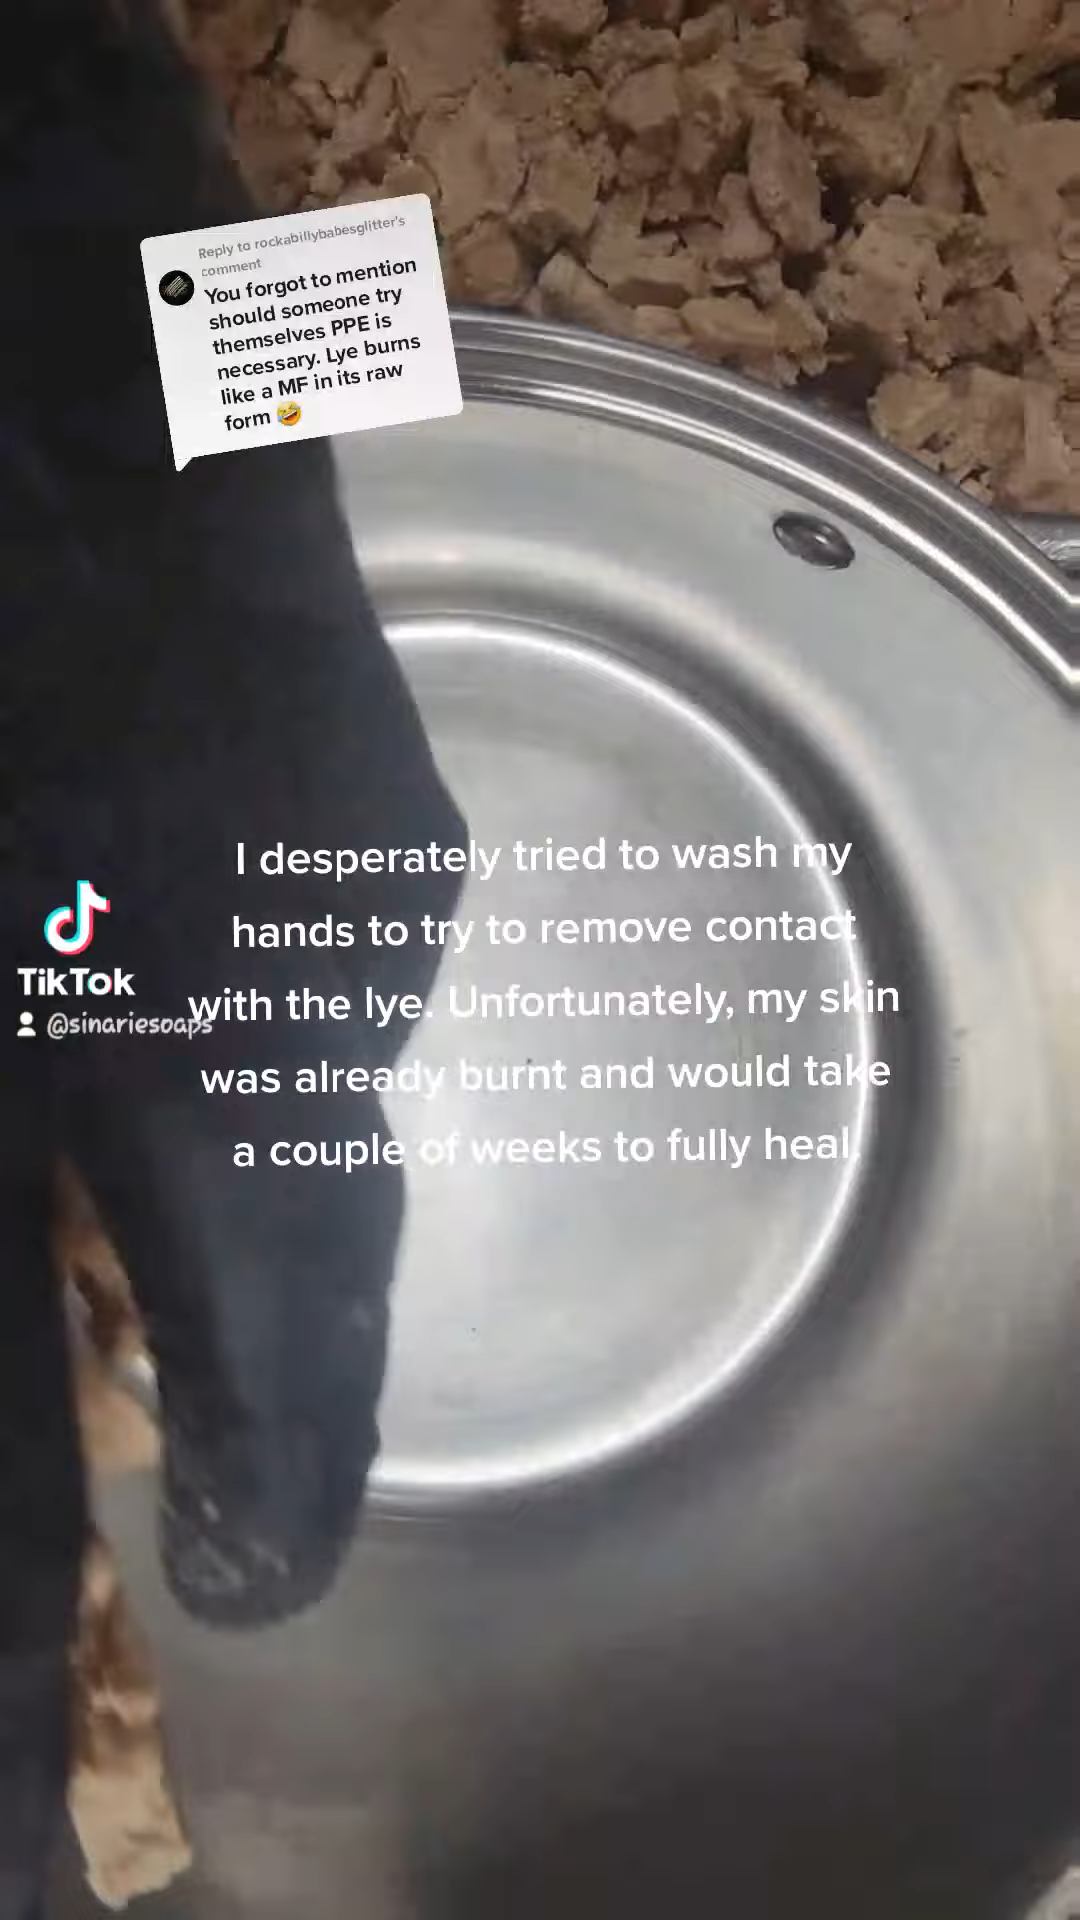 Reply to rockabillybabesglitter's
comment
You forgot to mention
should someone try
themselves PPE is
necessary. Lye burns
like a MF in its raw
form 🤣
I desperately tried to wash my
hands to try to remove contact
with the lye. Unfortunately, my skin
was already burnt and would take
a couple of weeks to fully heal.
TikTok
@sinariesoaps